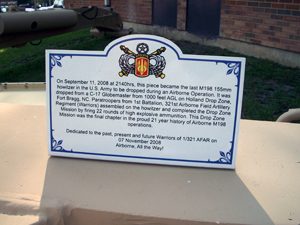 On September 11, 2008 at 2140hrs, this piece became the last M198 155mm
howitzer in the U.S. Army to be dropped during an Airborne Operation. It was
dropped from a C-17 Globemaster from 1000 feet AGL on Holland Drop Zone,
Fort Bragg, NC. Paratroopers from 1st Battalion, 321st Airborne Field Artillery
Regiment (Warriors) assembled on the howitzer and completed the Drop Zone
Mission by firing 22 rounds of high explosive ammunition. This Drop Zone
Mission was the final chapter in the proud 21 year history of Airborne M198
operations.
Dedicated to the past, present and future Warriors of 1/321 AFAR on
07 November 2008
Airborne, All the Way!